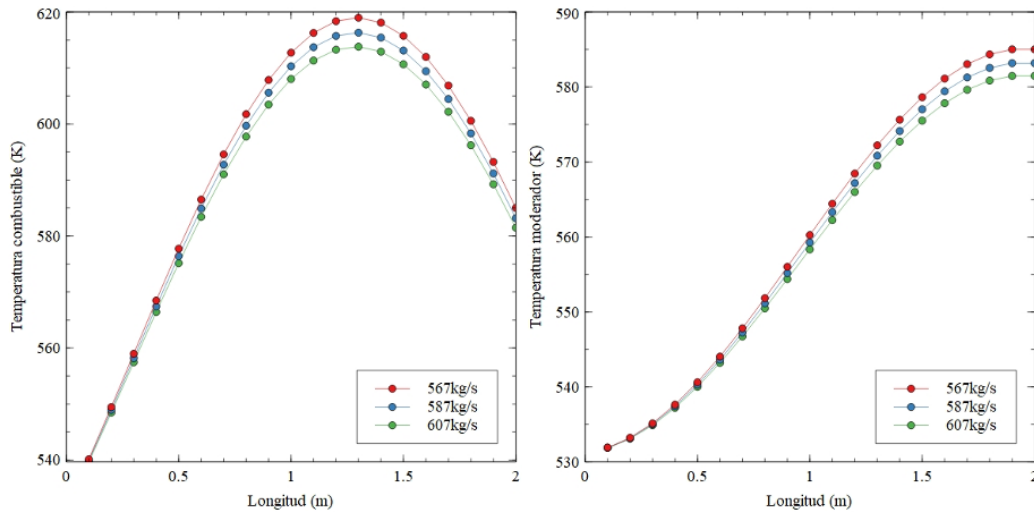 Temperatura combustible (K)
620
600
580
560
540
0
0.5
1
1.5
2
Longitud (m)
567kg/s
587kg/s
607kg/s
Temperatura moderador (K)
590
580
570
560
550
540
530
0
0.5
1
1.5
2
Longitud (m)
567kg/s
587kg/s
607kg/s